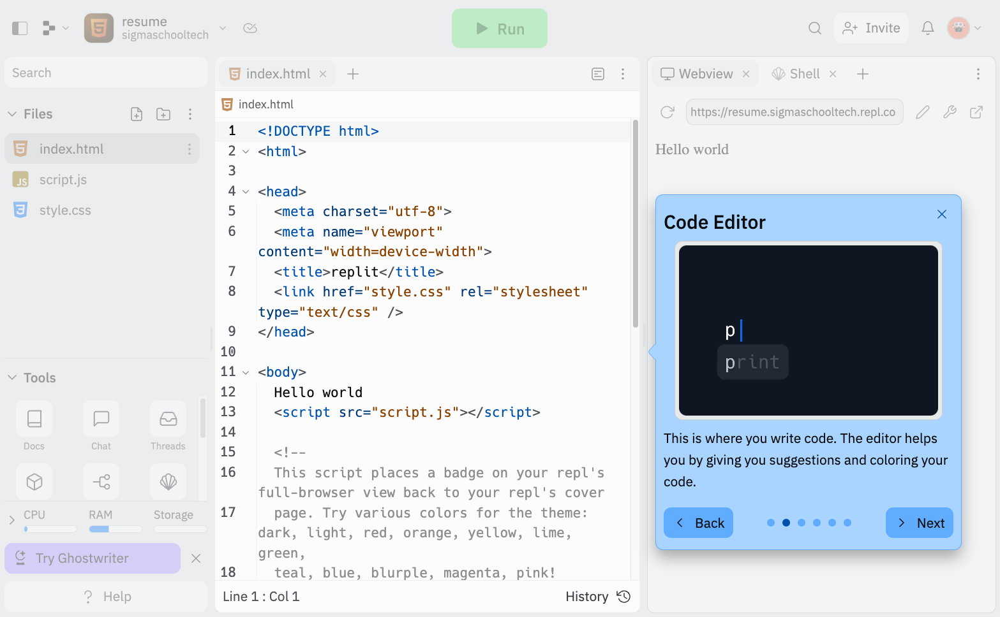 resume
sigmaschooltech
Run
Invite
Search
Files
index.html
JS script.js
style.css
Tools
Docs
Chat
Threads
CPU
RAM
Storage
Try Ghostwriter
? Help
index.html
index.html
1 <!DOCTYPE html>
2 <html>
3
4 <head>
5 <meta charset="utf-8">
6 <meta name="viewport"
content="width=device-width">
7 <title>replit</title>
8 <link href="style.css" rel="stylesheet"
type="text/css" />
9 </head>
10
11 <body>
12 Hello world
13 <script src="script.js"></script>
14
15 <!--
16 This script places a badge on your repl's
full-browser view back to your repl's cover
17 page. Try various colors for the theme:
dark, light, red, orange, yellow, lime,
green,
18 teal, blue, blurple, magenta, pink!
Line 1 : Col 1
History
Webview
Shell
https://resume.sigmaschooltech.repl.co
Hello world
Code Editor
p
print
This is where you write code. The editor helps
you by giving you suggestions and coloring your
code.
Back
Next